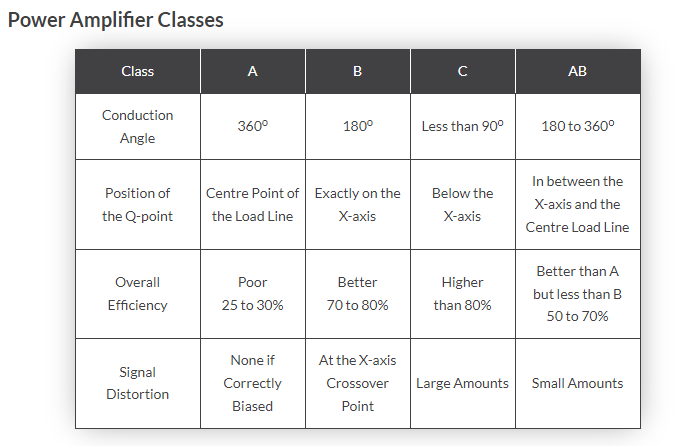 Power Amplifier Classes
Class A B C AB
Conduction
Angle
360º 180º Less than 90º 180 to 360º
Position of
the Q-point
Centre Point of
the Load Line
Exactly on the
X-axis
Below the
X-axis
In between the
X-axis and the
Centre Load Line
Overall
Efficiency
Poor
25 to 30%
Better
70 to 80%
Higher
than 80%
Better than A
but less than B
50 to 70%
Signal
Distortion
None if
Correctly
Biased
At the X-axis
Crossover
Point
Large Amounts
Small Amounts